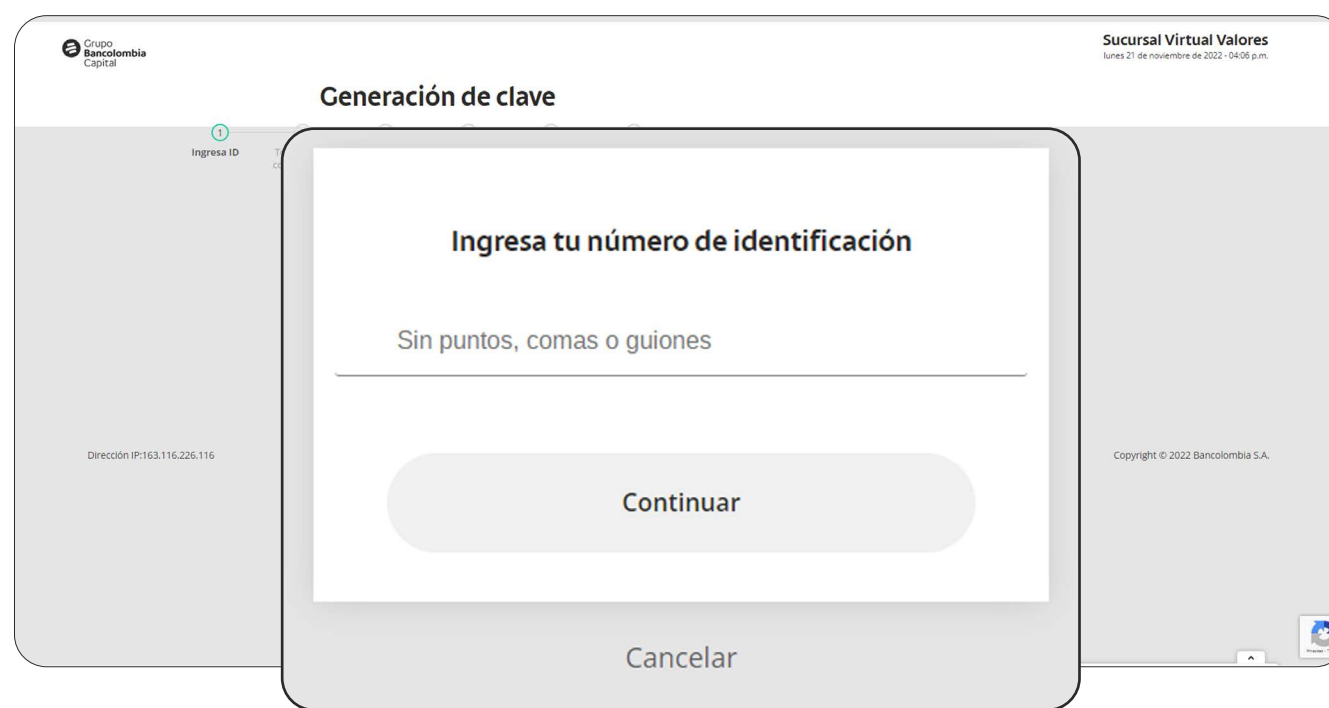 Grupo
Bancolombia
Capital
Sucursal Virtual Valores
lunes 21 de noviembre de 2022 - 04:06 p.m.
Generación de clave
1
Ingresa ID
Ingresa tu número de identificación
Sin puntos, comas o guiones
Continuar
Cancelar
Dirección IP:163.116.226.116
Copyright © 2022 Bancolombia S.A.